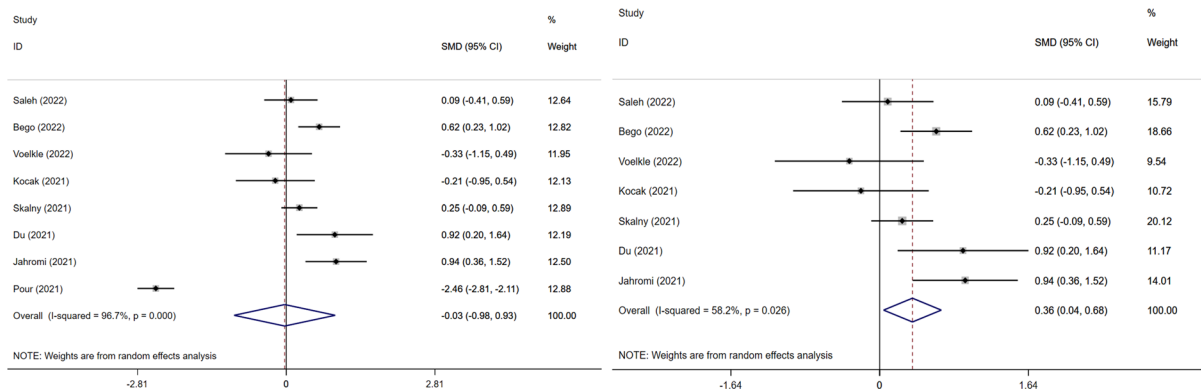 Study %
ID SMD (95% CI) Weight
Saleh (2022) 0.09 (-0.41, 0.59) 12.64
Bego (2022) 0.62 (0.23, 1.02) 12.82
Voelkle (2022) -0.33 (-1.15, 0.49) 11.95
Kocak (2021) -0.21 (-0.95, 0.54) 12.13
Skalny (2021) 0.25 (-0.09, 0.59) 12.89
Du (2021) 0.92 (0.20, 1.64) 12.19
Jahromi (2021) 0.94 (0.36, 1.52) 12.50
Pour (2021) -2.46 (-2.81, -2.11) 12.88
Overall (I-squared = 96.7%, p = 0.000) -0.03 (-0.98, 0.93) 100.00
NOTE: Weights are from random effects analysis
-2.81 0 2.81
Study %
ID SMD (95% CI) Weight
Saleh (2022) 0.09 (-0.41, 0.59) 15.79
Bego (2022) 0.62 (0.23, 1.02) 18.66
Voelkle (2022) -0.33 (-1.15, 0.49) 9.54
Kocak (2021) -0.21 (-0.95, 0.54) 10.72
Skalny (2021) 0.25 (-0.09, 0.59) 20.12
Du (2021) 0.92 (0.20, 1.64) 11.17
Jahromi (2021) 0.94 (0.36, 1.52) 14.01
Overall (I-squared = 58.2%, p = 0.026) 0.36 (0.04, 0.68) 100.00
NOTE: Weights are from random effects analysis
-1.64 0 1.64